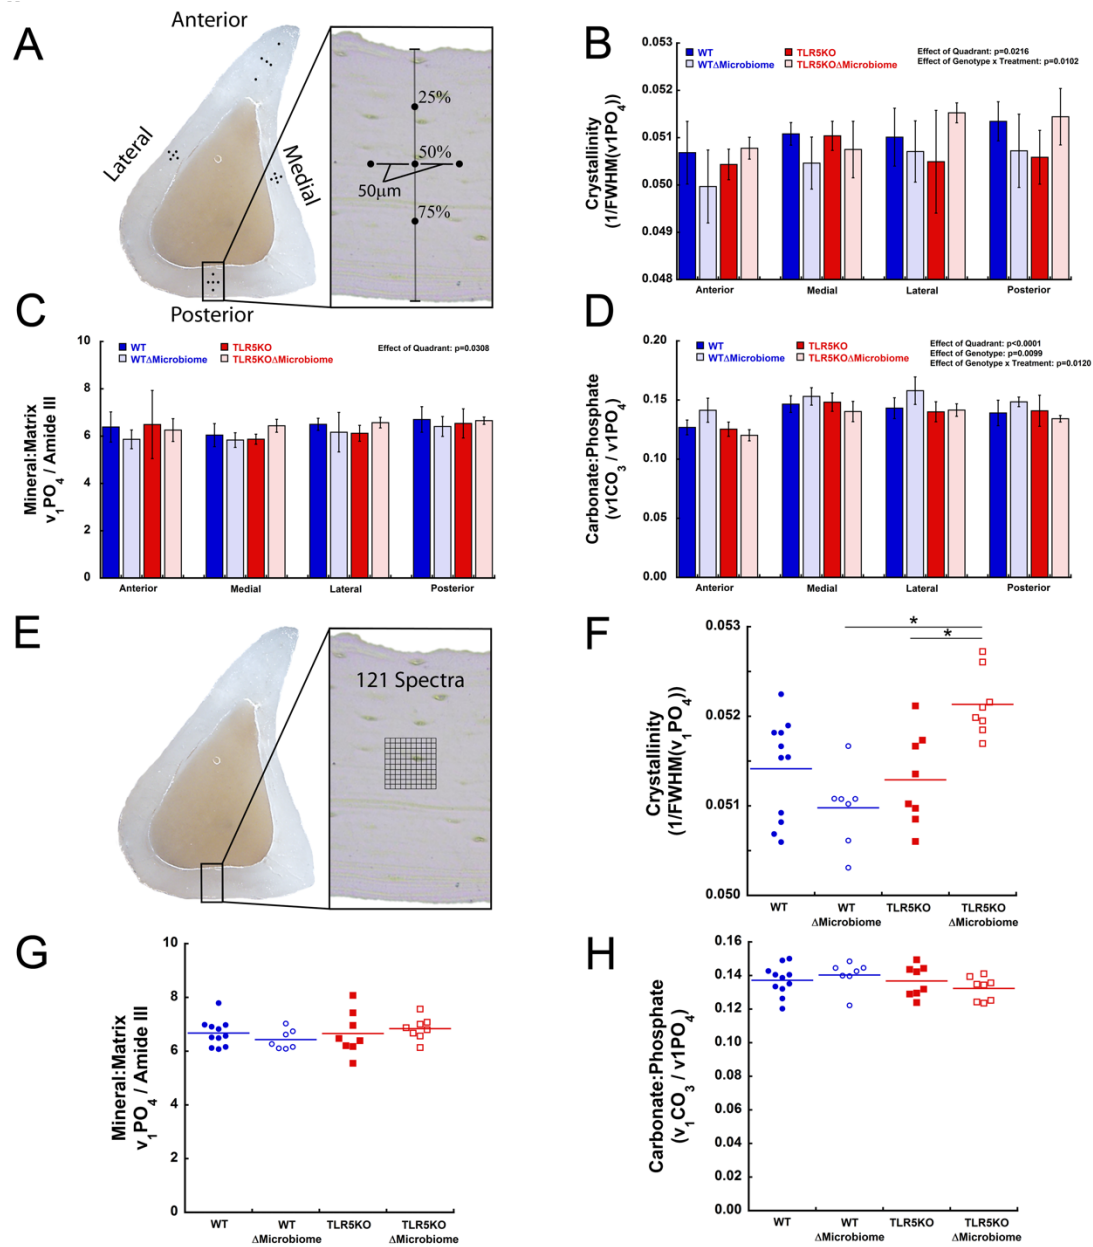 A
Anterior
Lateral
Medial
Posterior
25%
50%
50μm
75%
B
0.053
0.052
0.051
0.050
0.049
0.048
Crystallinity
(1/FWHM(v1PO4))
WT
WTΔMicrobiome
TLR5KO
TLR5KOΔMicrobiome
Effect of Quadrant: p=0.0216
Effect of Genotype x Treatment: p=0.0102
Anterior
Medial
Lateral
Posterior
C
10
8
6
4
2
0
Mineral:Matrix
v1PO4 / Amide III
WT
WTΔMicrobiome
TLR5KO
TLR5KOΔMicrobiome
Effect of Quadrant: p=0.0308
Anterior
Medial
Lateral
Posterior
D
0.20
0.15
0.10
0.05
0.00
Carbonate:Phosphate
(v1CO3 / v1PO4)
WT
WTΔMicrobiome
TLR5KO
TLR5KOΔMicrobiome
Effect of Quadrant: p<0.0001
Effect of Genotype: p=0.0099
Effect of Genotype x Treatment: p=0.0120
Anterior
Medial
Lateral
Posterior
E
121 Spectra
F
0.053
0.052
0.051
0.050
Crystallinity
(1/FWHM(v1PO4))
*
*
WT
WT
ΔMicrobiome
TLR5KO
TLR5KO
ΔMicrobiome
G
10
8
6
4
2
0
Mineral:Matrix
v1PO4 / Amide III
WT
WT
ΔMicrobiome
TLR5KO
TLR5KO
ΔMicrobiome
H
0.16
0.14
0.12
0.10
0.08
0.06
0.04
0.02
0.00
Carbonate:Phosphate
(v1CO3 / v1PO4)
WT
WT
ΔMicrobiome
TLR5KO
TLR5KO
ΔMicrobiome